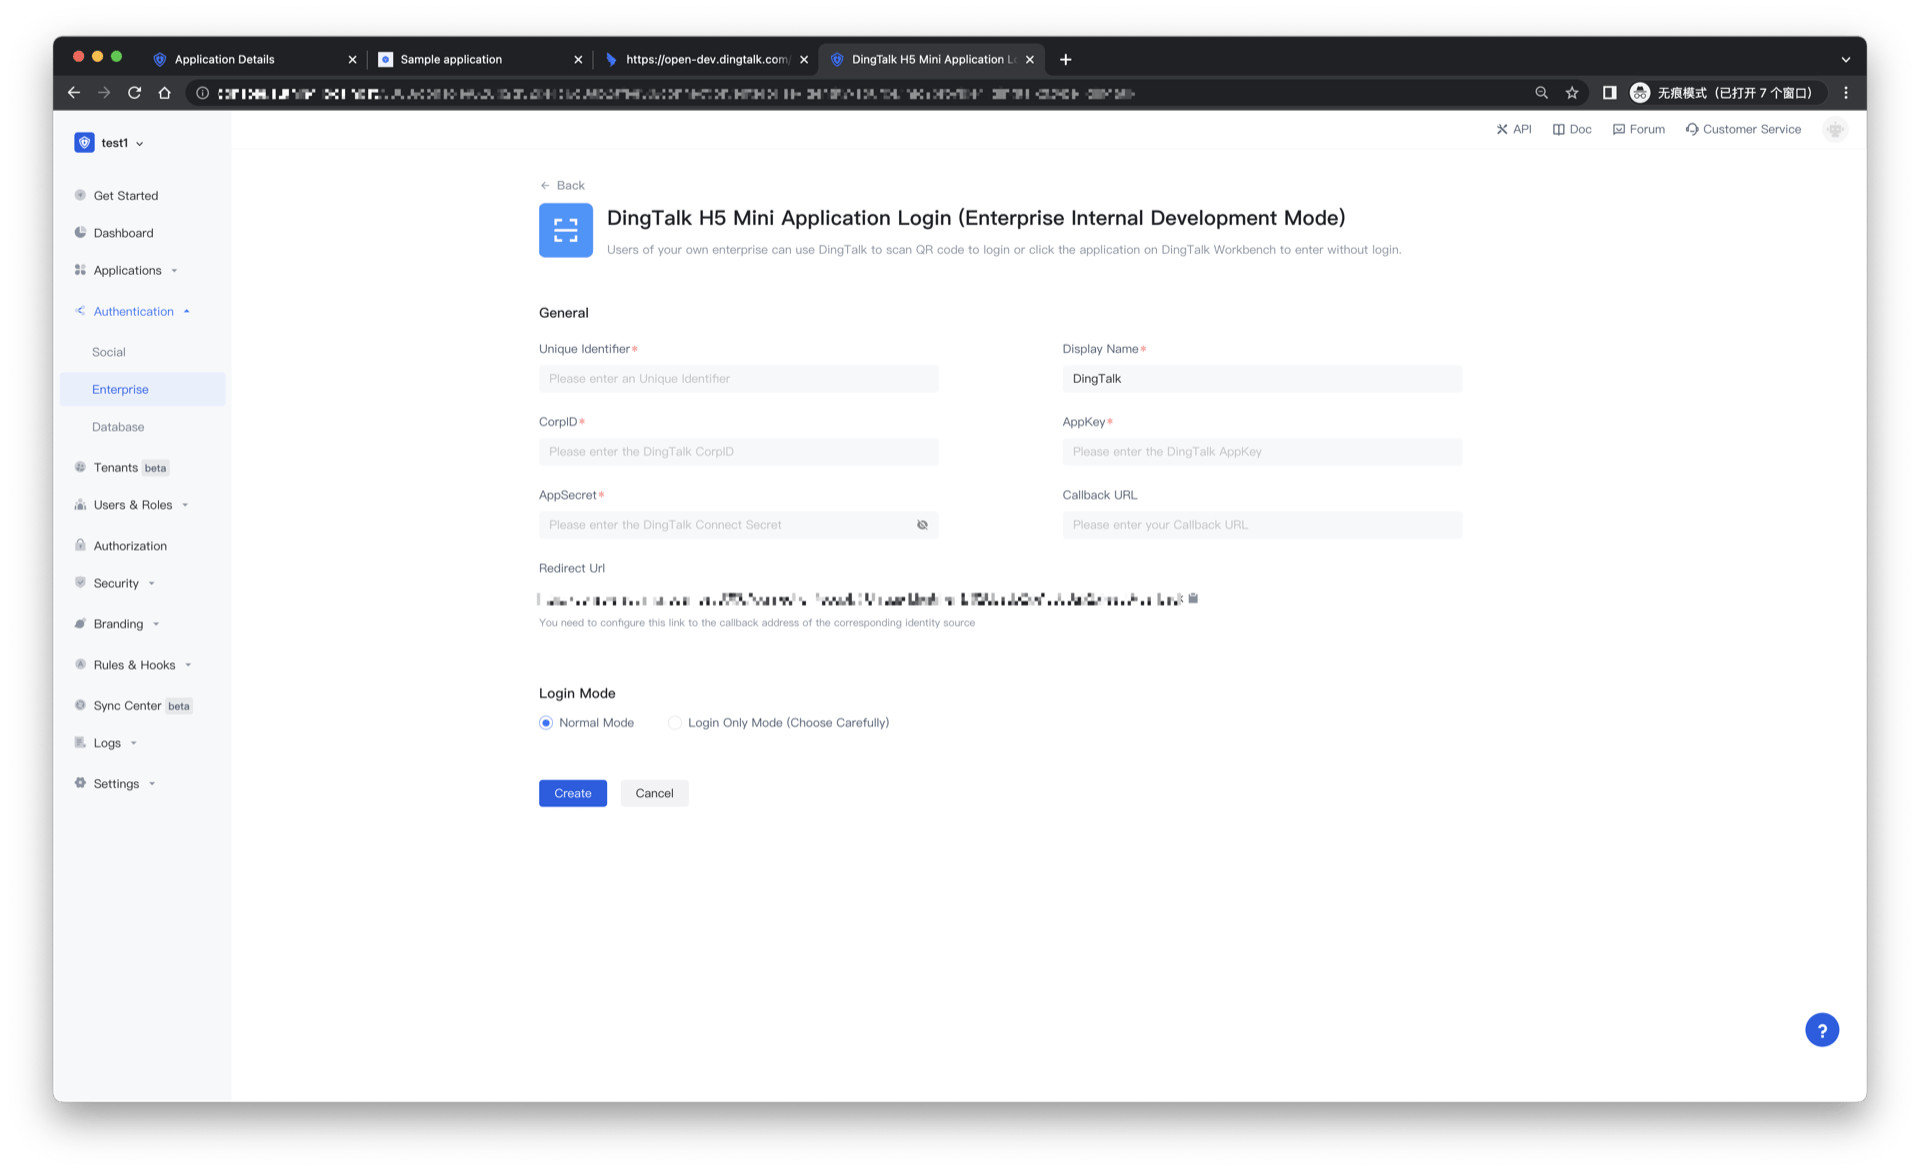 Application Details
Sample application
https://open-dev.dingtalk.com/
DingTalk H5 Mini Application Lo
无痕模式（已打开 7 个窗口）
test1
API
Doc
Forum
Customer Service
Get Started
Dashboard
Applications
Authentication
Social
Enterprise
Database
Tenants beta
Users & Roles
Authorization
Security
Branding
Rules & Hooks
Sync Center beta
Logs
Settings
Back
DingTalk H5 Mini Application Login (Enterprise Internal Development Mode)
Users of your own enterprise can use DingTalk to scan QR code to login or click the application on DingTalk Workbench to enter without login.
General
Unique Identifier*
Please enter an Unique Identifier
Display Name*
DingTalk
CorpID*
Please enter the DingTalk CorpID
AppKey*
Please enter the DingTalk AppKey
AppSecret*
Please enter the DingTalk Connect Secret
Callback URL
Please enter your Callback URL
Redirect Url
You need to configure this link to the callback address of the corresponding identity source
Login Mode
Normal Mode
Login Only Mode (Choose Carefully)
Create
Cancel
?